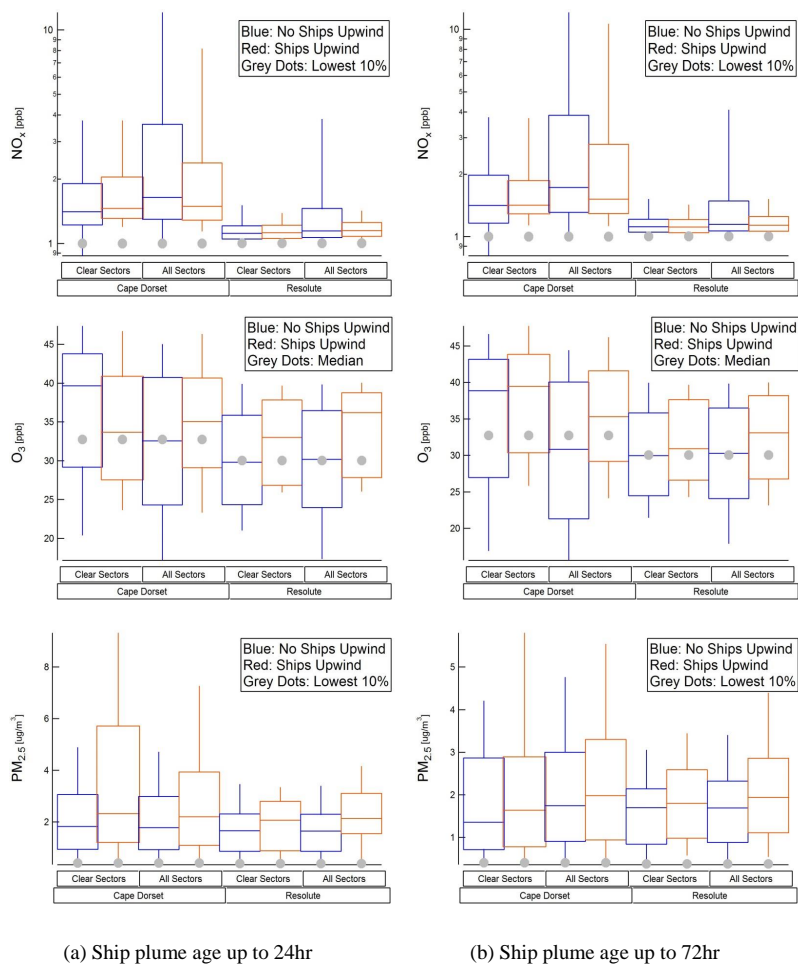 10
9
8
7
6
5
4
3
2
1
9
NOx [ppb]
Blue: No Ships Upwind
Red: Ships Upwind
Grey Dots: Lowest 10%
Clear Sectors All Sectors Clear Sectors All Sectors
Cape Dorset Resolute
10
9
8
7
6
5
4
3
2
1
9
NOx [ppb]
Blue: No Ships Upwind
Red: Ships Upwind
Grey Dots: Lowest 10%
Clear Sectors All Sectors Clear Sectors All Sectors
Cape Dorset Resolute
45
40
35
30
25
20
O3 [ppb]
Blue: No Ships Upwind
Red: Ships Upwind
Grey Dots: Median
Clear Sectors All Sectors Clear Sectors All Sectors
Cape Dorset Resolute
45
40
35
30
25
20
O3 [ppb]
Blue: No Ships Upwind
Red: Ships Upwind
Grey Dots: Median
Clear Sectors All Sectors Clear Sectors All Sectors
Cape Dorset Resolute
8
6
4
2
PM2.5 [ug/m3]
Blue: No Ships Upwind
Red: Ships Upwind
Grey Dots: Lowest 10%
Clear Sectors All Sectors Clear Sectors All Sectors
Cape Dorset Resolute
5
4
3
2
1
PM2.5 [ug/m3]
Blue: No Ships Upwind
Red: Ships Upwind
Grey Dots: Lowest 10%
Clear Sectors All Sectors Clear Sectors All Sectors
Cape Dorset Resolute
(a) Ship plume age up to 24hr
(b) Ship plume age up to 72hr